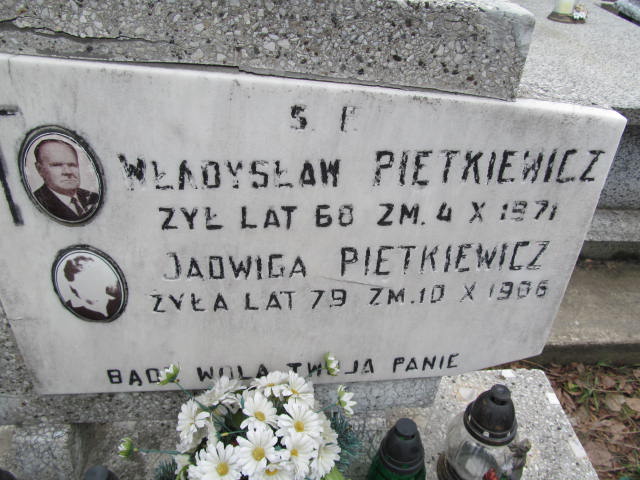 Ś. P.
WŁADYSŁAW PIETKIEWICZ
ŻYŁ LAT 60 ZM. 4 X 1971
JADWIGA PIETKIEWICZ
ŻYŁA LAT 79 ZM. 10 X 1986
BĄDŹ WOLA TWOJA PANIE